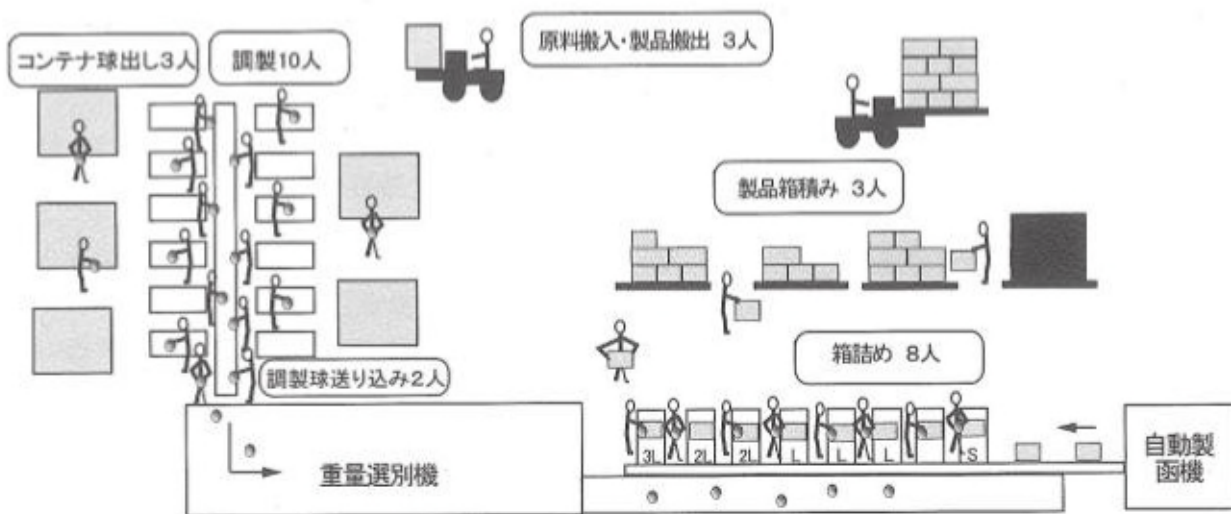 コンテナ球出し3人
調製10人
原料搬入・製品搬出 3人
製品箱積み 3人
箱詰め 8人
調製球送り込み2人
重量選別機
3L
2L
2L
L
L
L
S
自動製
函機